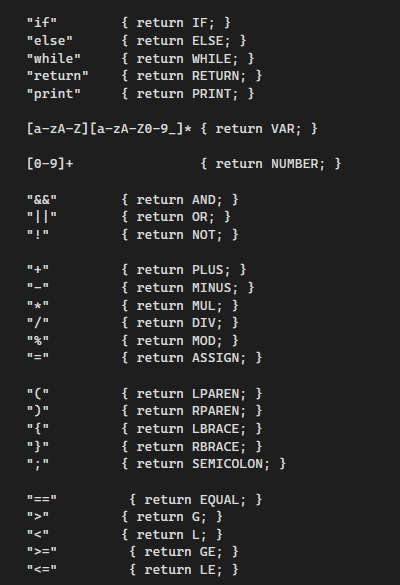 "if"        { return IF; }
"else"      { return ELSE; }
"while"     { return WHILE; }
"return"    { return RETURN; }
"print"     { return PRINT; }

[a-zA-Z][a-zA-Z0-9_]* { return VAR; }

[0-9]+                { return NUMBER; }

"&&"        { return AND; }
"||"        { return OR; }
"!"         { return NOT; }

"+"         { return PLUS; }
"-"         { return MINUS; }
"*"         { return MUL; }
"/"         { return DIV; }
"%"         { return MOD; }
"="         { return ASSIGN; }

"("         { return LPAREN; }
")"         { return RPAREN; }
"{"         { return LBRACE; }
"}"         { return RBRACE; }
";"         { return SEMICOLON; }

"=="         { return EQUAL; }
">"         { return G; }
"<"         { return L; }
">="         { return GE; }
"<="         { return LE; }